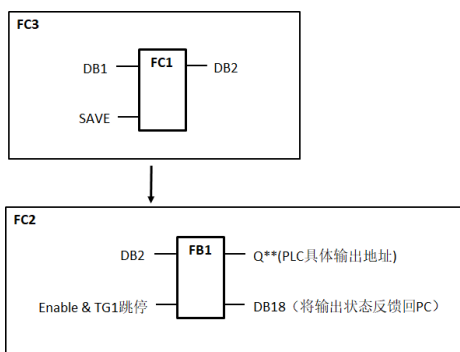 FC3
FC1
DB1
DB2
SAVE
FC2
FB1
DB2
Q**(PLC具体输出地址)
Enable & TG1跳停
DB18（将输出状态反馈回PC）